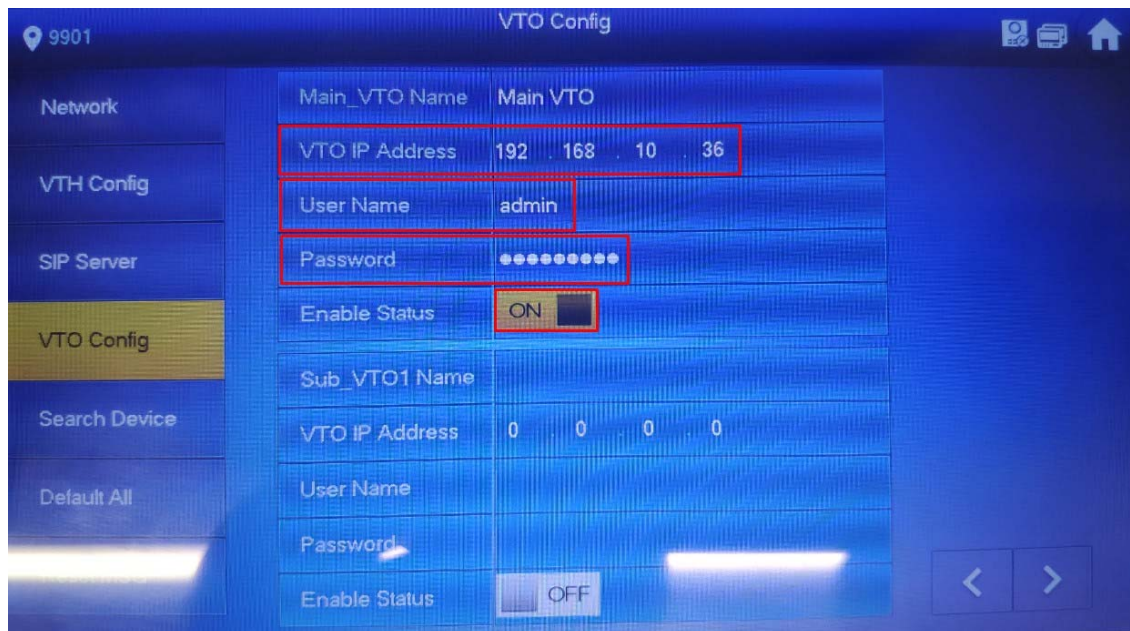 VTO Config
9901
Network
VTH Config
SIP Server
VTO Config
Search Device
Default All
Main_VTO Name Main VTO
VTO IP Address 192 . 168 . 10 . 36
User Name admin
Password ●●●●●●●●●
Enable Status ON
Sub_VTO1 Name
VTO IP Address 0 . 0 . 0 . 0
User Name
Password
Enable Status OFF